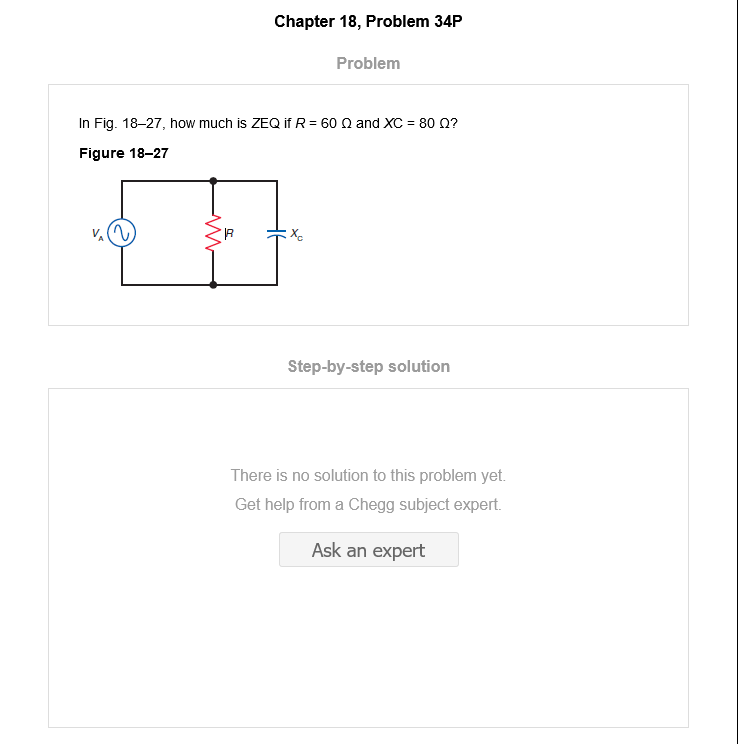 Chapter 18, Problem 34P
Problem
In Fig. 18–27, how much is ZEQ if R = 60 Ω and XC = 80 Ω?
Figure 18–27
VA
R
XC
Step-by-step solution
There is no solution to this problem yet.
Get help from a Chegg subject expert.
Ask an expert